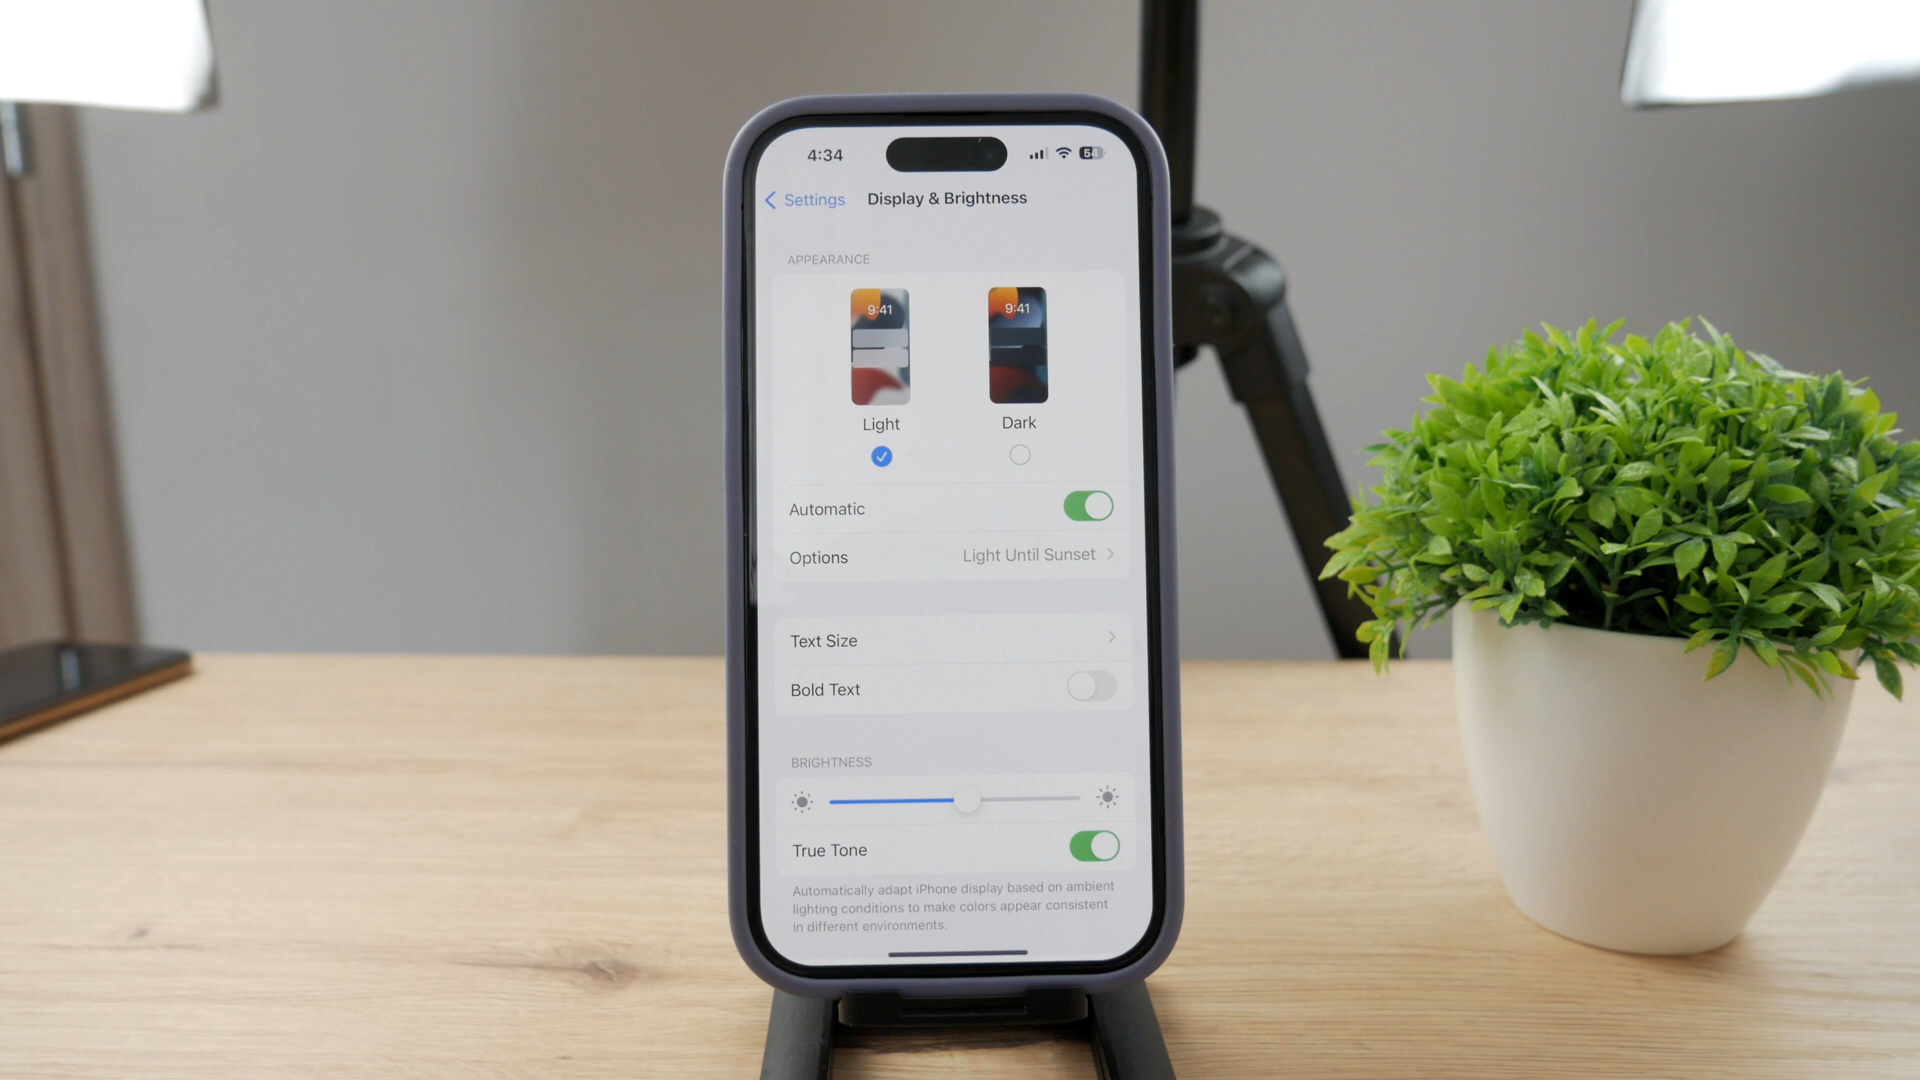 4:34 54
Settings Display & Brightness
APPEARANCE
9:41 9:41
Light Dark
Automatic
Options Light Until Sunset
Text Size
Bold Text
BRIGHTNESS
True Tone
Automatically adapt iPhone display based on ambient
lighting conditions to make colors appear consistent
in different environments.